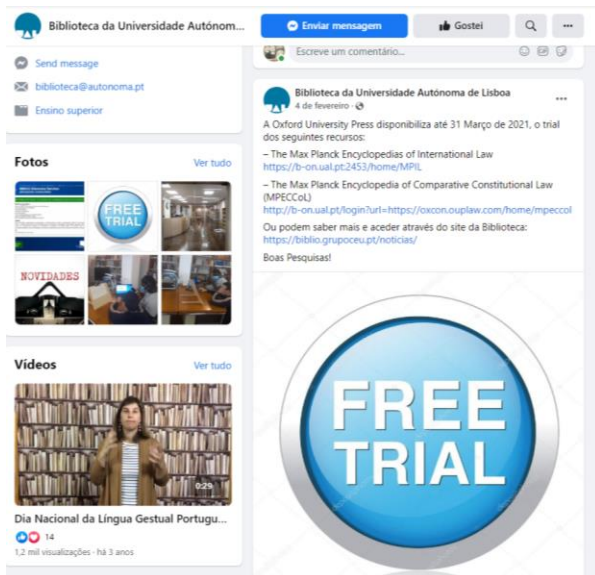 Biblioteca da Universidade Autónom...
Enviar mensagem
Gostei
Send message
biblioteca@autonoma.pt
Ensino superior
Fotos
Ver tudo
FREE
TRIAL
NOVIDADES
Vídeos
Ver tudo
0:29
Dia Nacional da Língua Gestual Portugu...
14
1,2 mil visualizações · há 3 anos
Escreve um comentário...
GIF
Biblioteca da Universidade Autónoma de Lisboa
4 de fevereiro ·
A Oxford University Press disponibiliza até 31 Março de 2021, o trial
dos seguintes recursos:
– The Max Planck Encyclopedias of International Law
https://b-on.ual.pt:2453/home/MPIL
– The Max Planck Encyclopedia of Comparative Constitutional Law
(MPECCoL)
http://b-on.ual.pt/login?url=https://oxcon.ouplaw.com/home/mpeccol
Ou podem saber mais e aceder através do site da Biblioteca:
https://biblio.grupoceu.pt/noticias/
Boas Pesquisas!
FREE
TRIAL